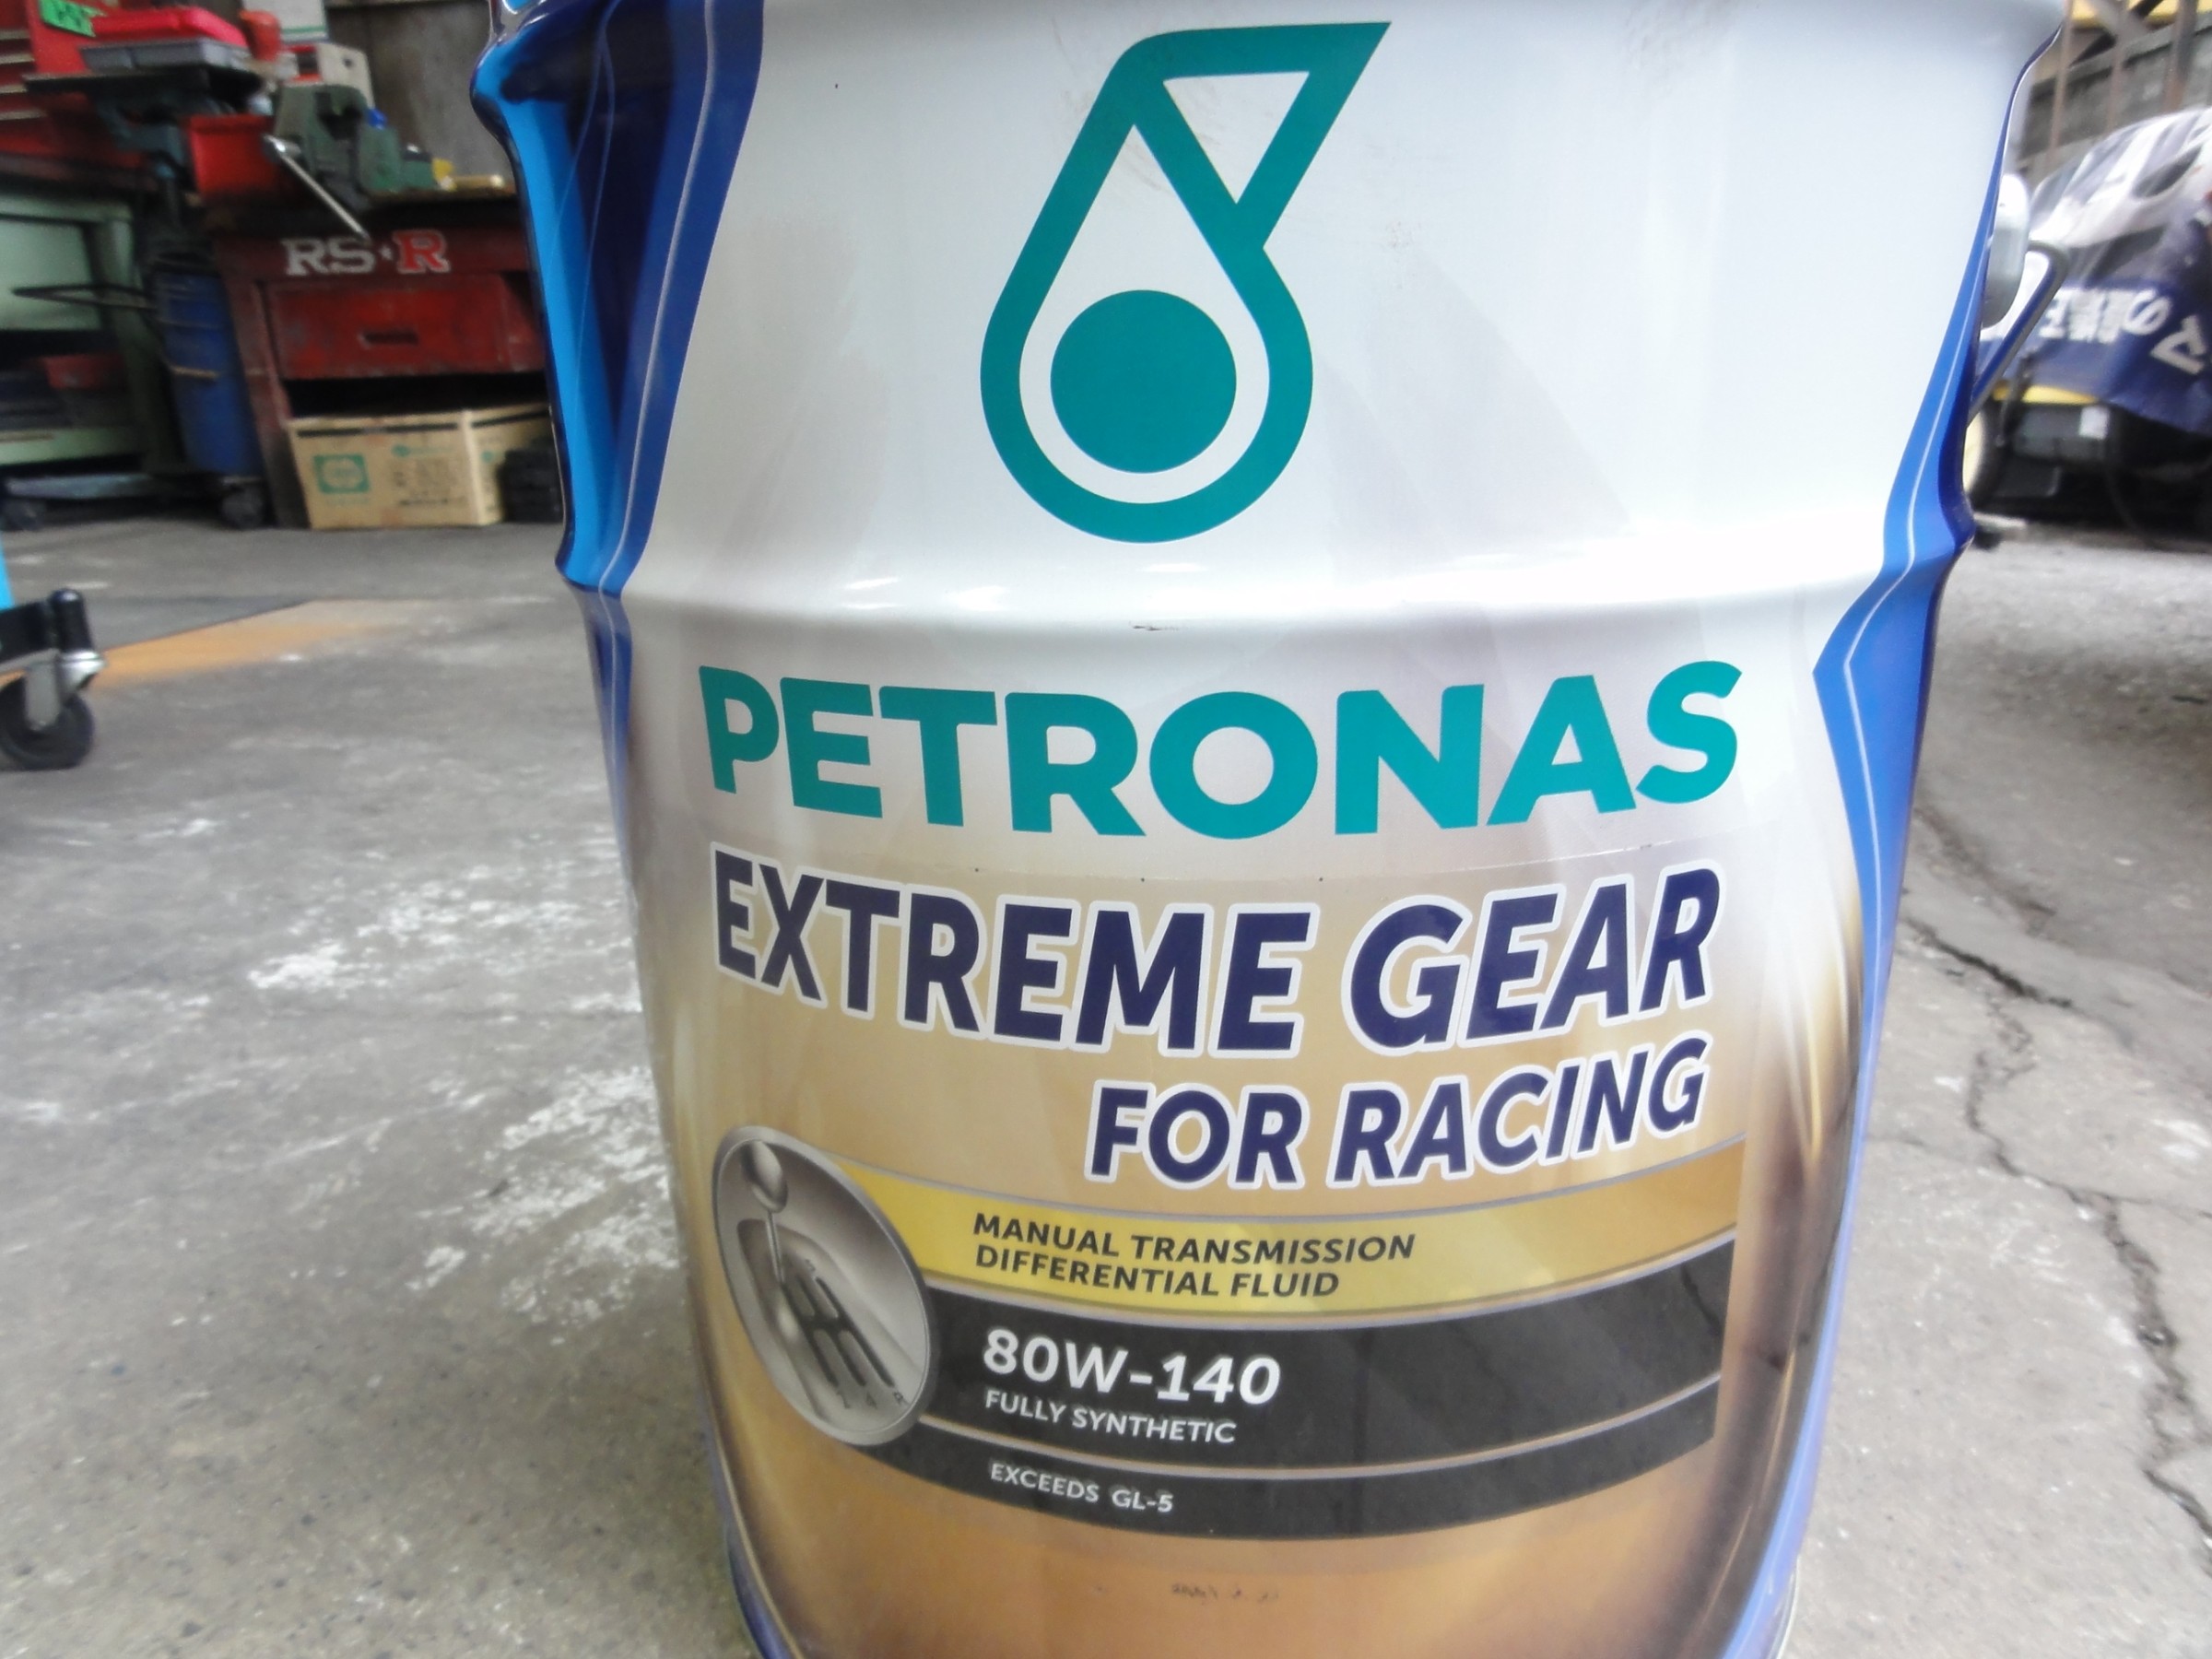 RS★R
PETRONAS
EXTREME GEAR
FOR RACING
MANUAL TRANSMISSION
DIFFERENTIAL FLUID
80W-140
FULLY SYNTHETIC
EXCEEDS GL-5